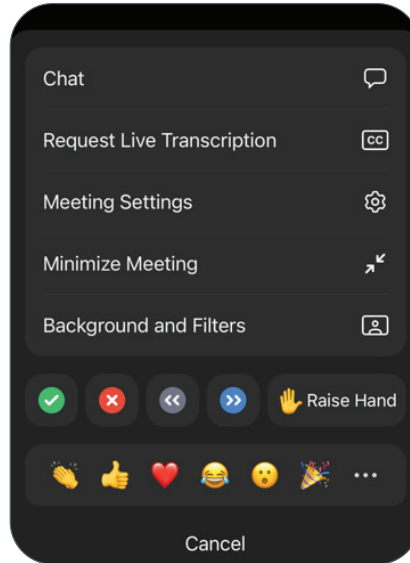 Chat
Request Live Transcription
CC
Meeting Settings
Minimize Meeting
Background and Filters
Raise Hand
Cancel